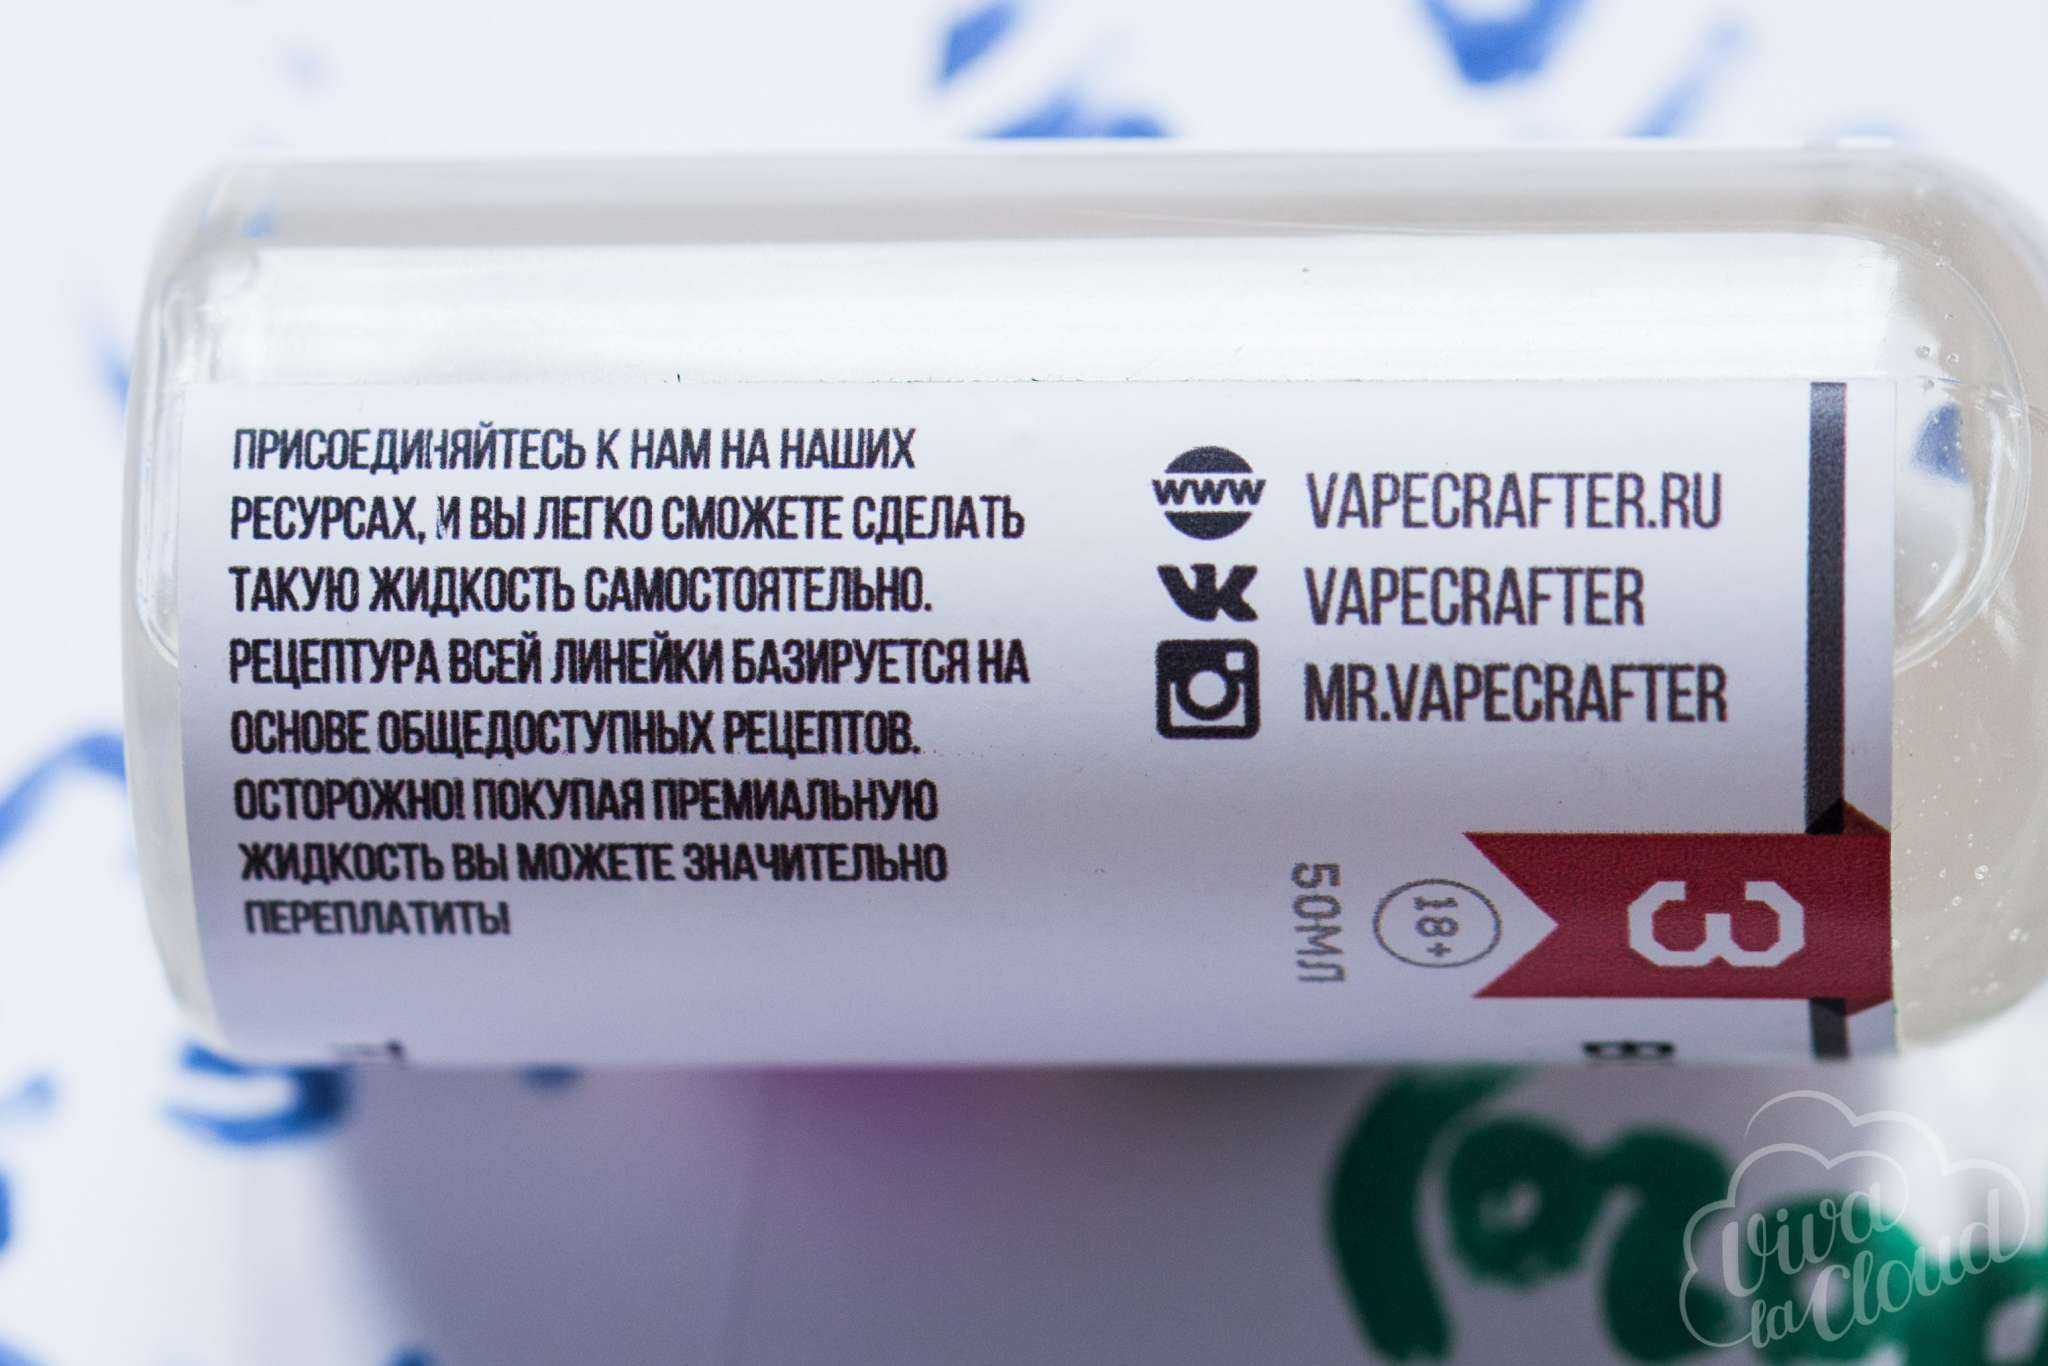 ПРИСОЕДИНЯЙТЕСЬ К НАМ НА НАШИХ
РЕСУРСАХ, И ВЫ ЛЕГКО СМОЖЕТЕ СДЕЛАТЬ
ТАКУЮ ЖИДКОСТЬ САМОСТОЯТЕЛЬНО.
РЕЦЕПТУРА ВСЕЙ ЛИНЕЙКИ БАЗИРУЕТСЯ НА
ОСНОВЕ ОБЩЕДОСТУПНЫХ РЕЦЕПТОВ.
ОСТОРОЖНО! ПОКУПАЯ ПРЕМИАЛЬНУЮ
ЖИДКОСТЬ ВЫ МОЖЕТЕ ЗНАЧИТЕЛЬНО
ПЕРЕПЛАТИТЬ!
WWW VAPECRAFTER.RU
VK VAPECRAFTER
MR.VAPECRAFTER
50МЛ
18+
3
Viva
la Cloud